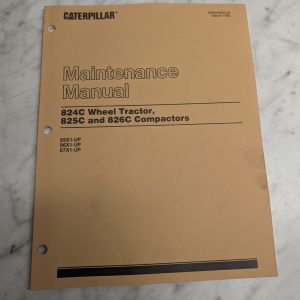 CATERPILLAR
Maintenance
Manual
824C Wheel Tractor,
825C and 826C Compactors
85X1-UP
86X1-UP
87X1-UP